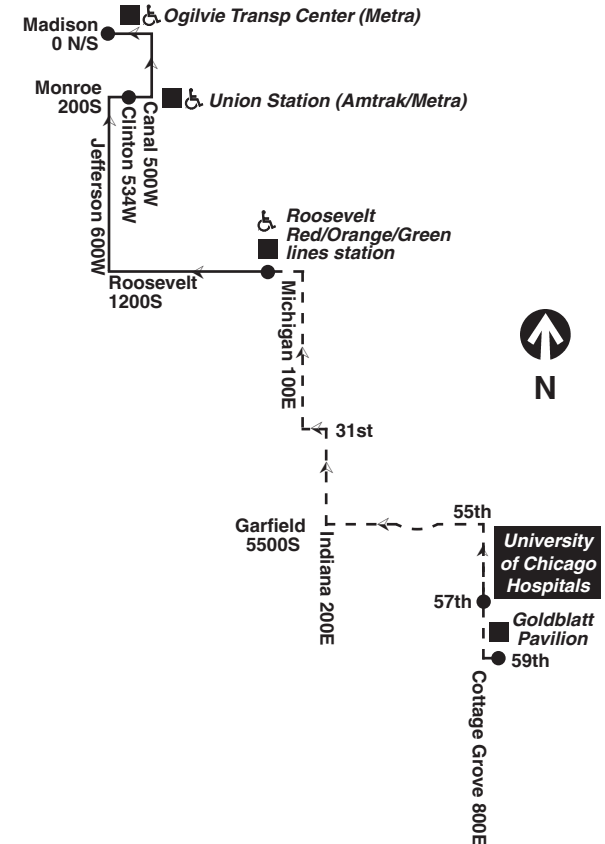 Ogilvie Transp Center (Metra)
Madison
0 N/S
Monroe
200S
Union Station (Amtrak/Metra)
Canal 500W
Clinton 534W
Jefferson 600W
Roosevelt
Red/Orange/Green
lines station
Roosevelt
1200S
Michigan 100E
N
31st
Garfield
5500S
Indiana 200E
55th
University
of Chicago
Hospitals
57th
Goldblatt
Pavilion
59th
Cottage Grove 800E